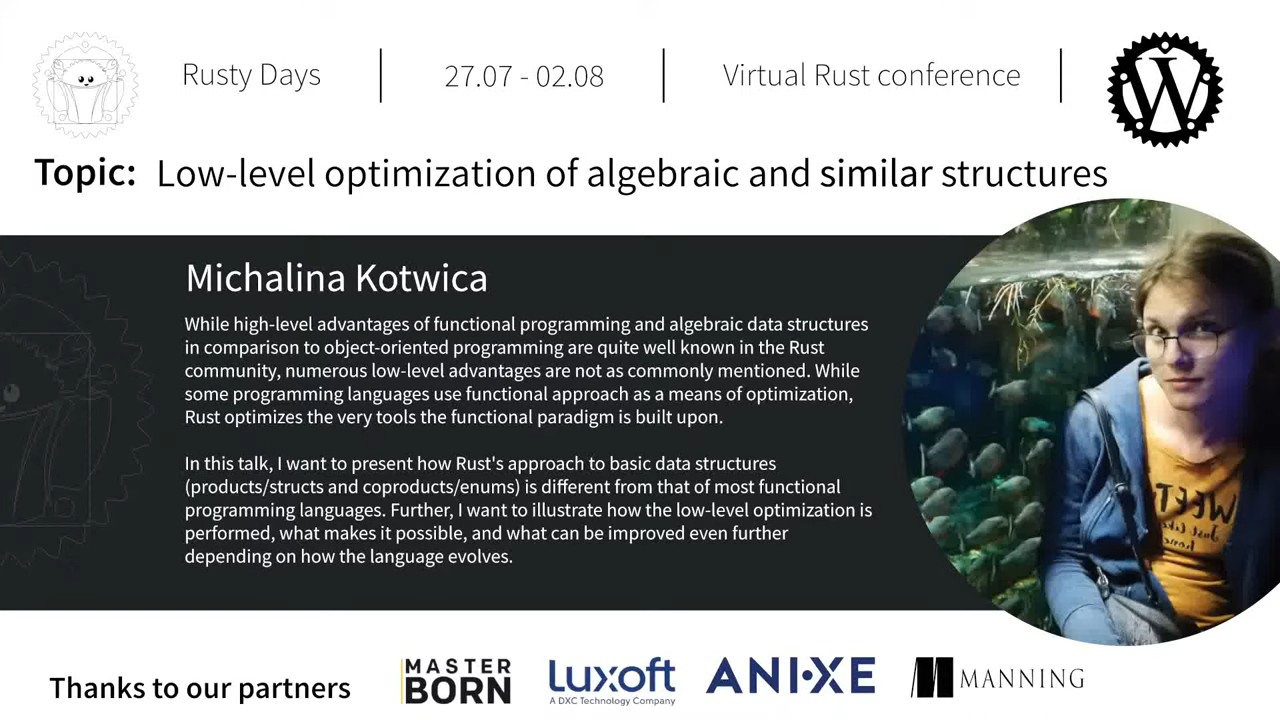 Rusty Days
27.07 - 02.08
Virtual Rust conference
W
Topic: Low-level optimization of algebraic and similar structures
Michalina Kotwica
While high-level advantages of functional programming and algebraic data structures
in comparison to object-oriented programming are quite well known in the Rust
community, numerous low-level advantages are not as commonly mentioned. While
some programming languages use functional approach as a means of optimization,
Rust optimizes the very tools the functional paradigm is built upon.
In this talk, I want to present how Rust's approach to basic data structures
(products/structs and coproducts/enums) is different from that of most functional
programming languages. Further, I want to illustrate how the low-level optimization is
performed, what makes it possible, and what can be improved even further
depending on how the language evolves.
WEET
Just like
home
Thanks to our partners
MASTER
BORN
Luxoft
A DXC Technology Company
ANIXE
MANNING